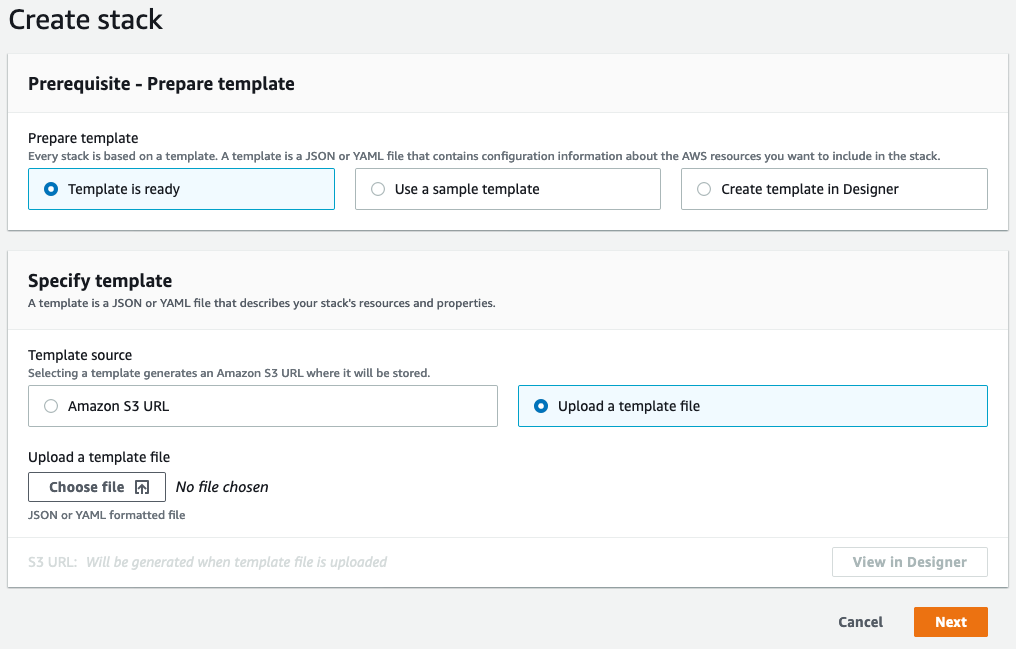 Create stack
Prerequisite - Prepare template
Prepare template
Every stack is based on a template. A template is a JSON or YAML file that contains configuration information about the AWS resources you want to include in the stack.
Template is ready
Use a sample template
Create template in Designer
Specify template
A template is a JSON or YAML file that describes your stack's resources and properties.
Template source
Selecting a template generates an Amazon S3 URL where it will be stored.
Amazon S3 URL
Upload a template file
Upload a template file
Choose file
No file chosen
JSON or YAML formatted file
S3 URL: Will be generated when template file is uploaded
View in Designer
Cancel
Next